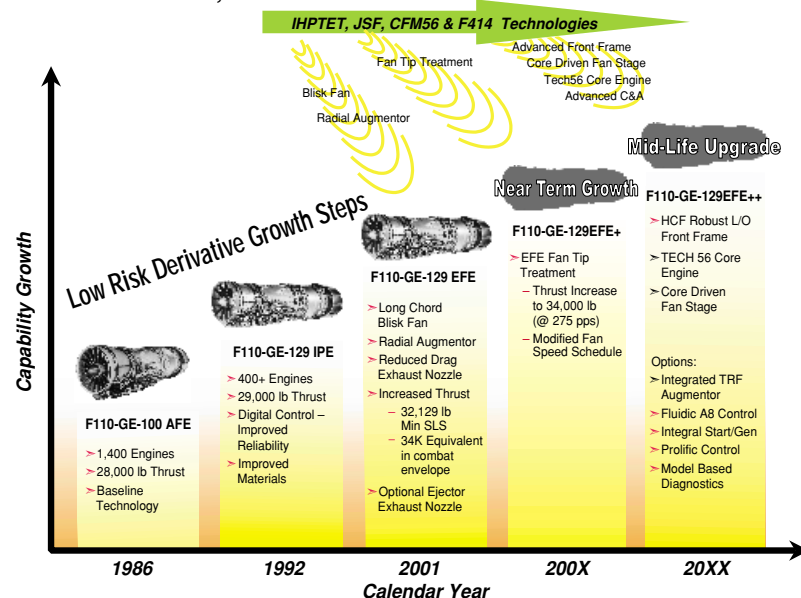 IHPTET, JSF, CFM56 & F414 Technologies
Fan Tip Treatment
Blisk Fan
Radial Augmentor
Advanced Front Frame
Core Driven Fan Stage
Tech56 Core Engine
Advanced C&A
Capability Growth
Low Risk Derivative Growth Steps
F110-GE-100 AFE
➣1,400 Engines
➣28,000 lb Thrust
➣Baseline
Technology
F110-GE-129 IPE
➣400+ Engines
➣29,000 lb Thrust
➣Digital Control –
Improved
Reliability
➣Improved
Materials
F110-GE-129 EFE
➣Long Chord
Blisk Fan
➣Radial Augmentor
➣Reduced Drag
Exhaust Nozzle
➣Increased Thrust
– 32,129 lb
Min SLS
– 34K Equivalent
in combat
envelope
➣Optional Ejector
Exhaust Nozzle
Near Term Growth
F110-GE-129EFE+
➣EFE Fan Tip
Treatment
– Thrust Increase
to 34,000 lb
(@ 275 pps)
– Modified Fan
Speed Schedule
Mid-Life Upgrade
F110-GE-129EFE++
➣HCF Robust L/O
Front Frame
➣TECH 56 Core
Engine
➣Core Driven
Fan Stage
Options:
➣Integrated TRF
Augmentor
➣Fluidic A8 Control
➣Integral Start/Gen
➣Prolific Control
➣Model Based
Diagnostics
1986
1992
2001
200X
20XX
Calendar Year